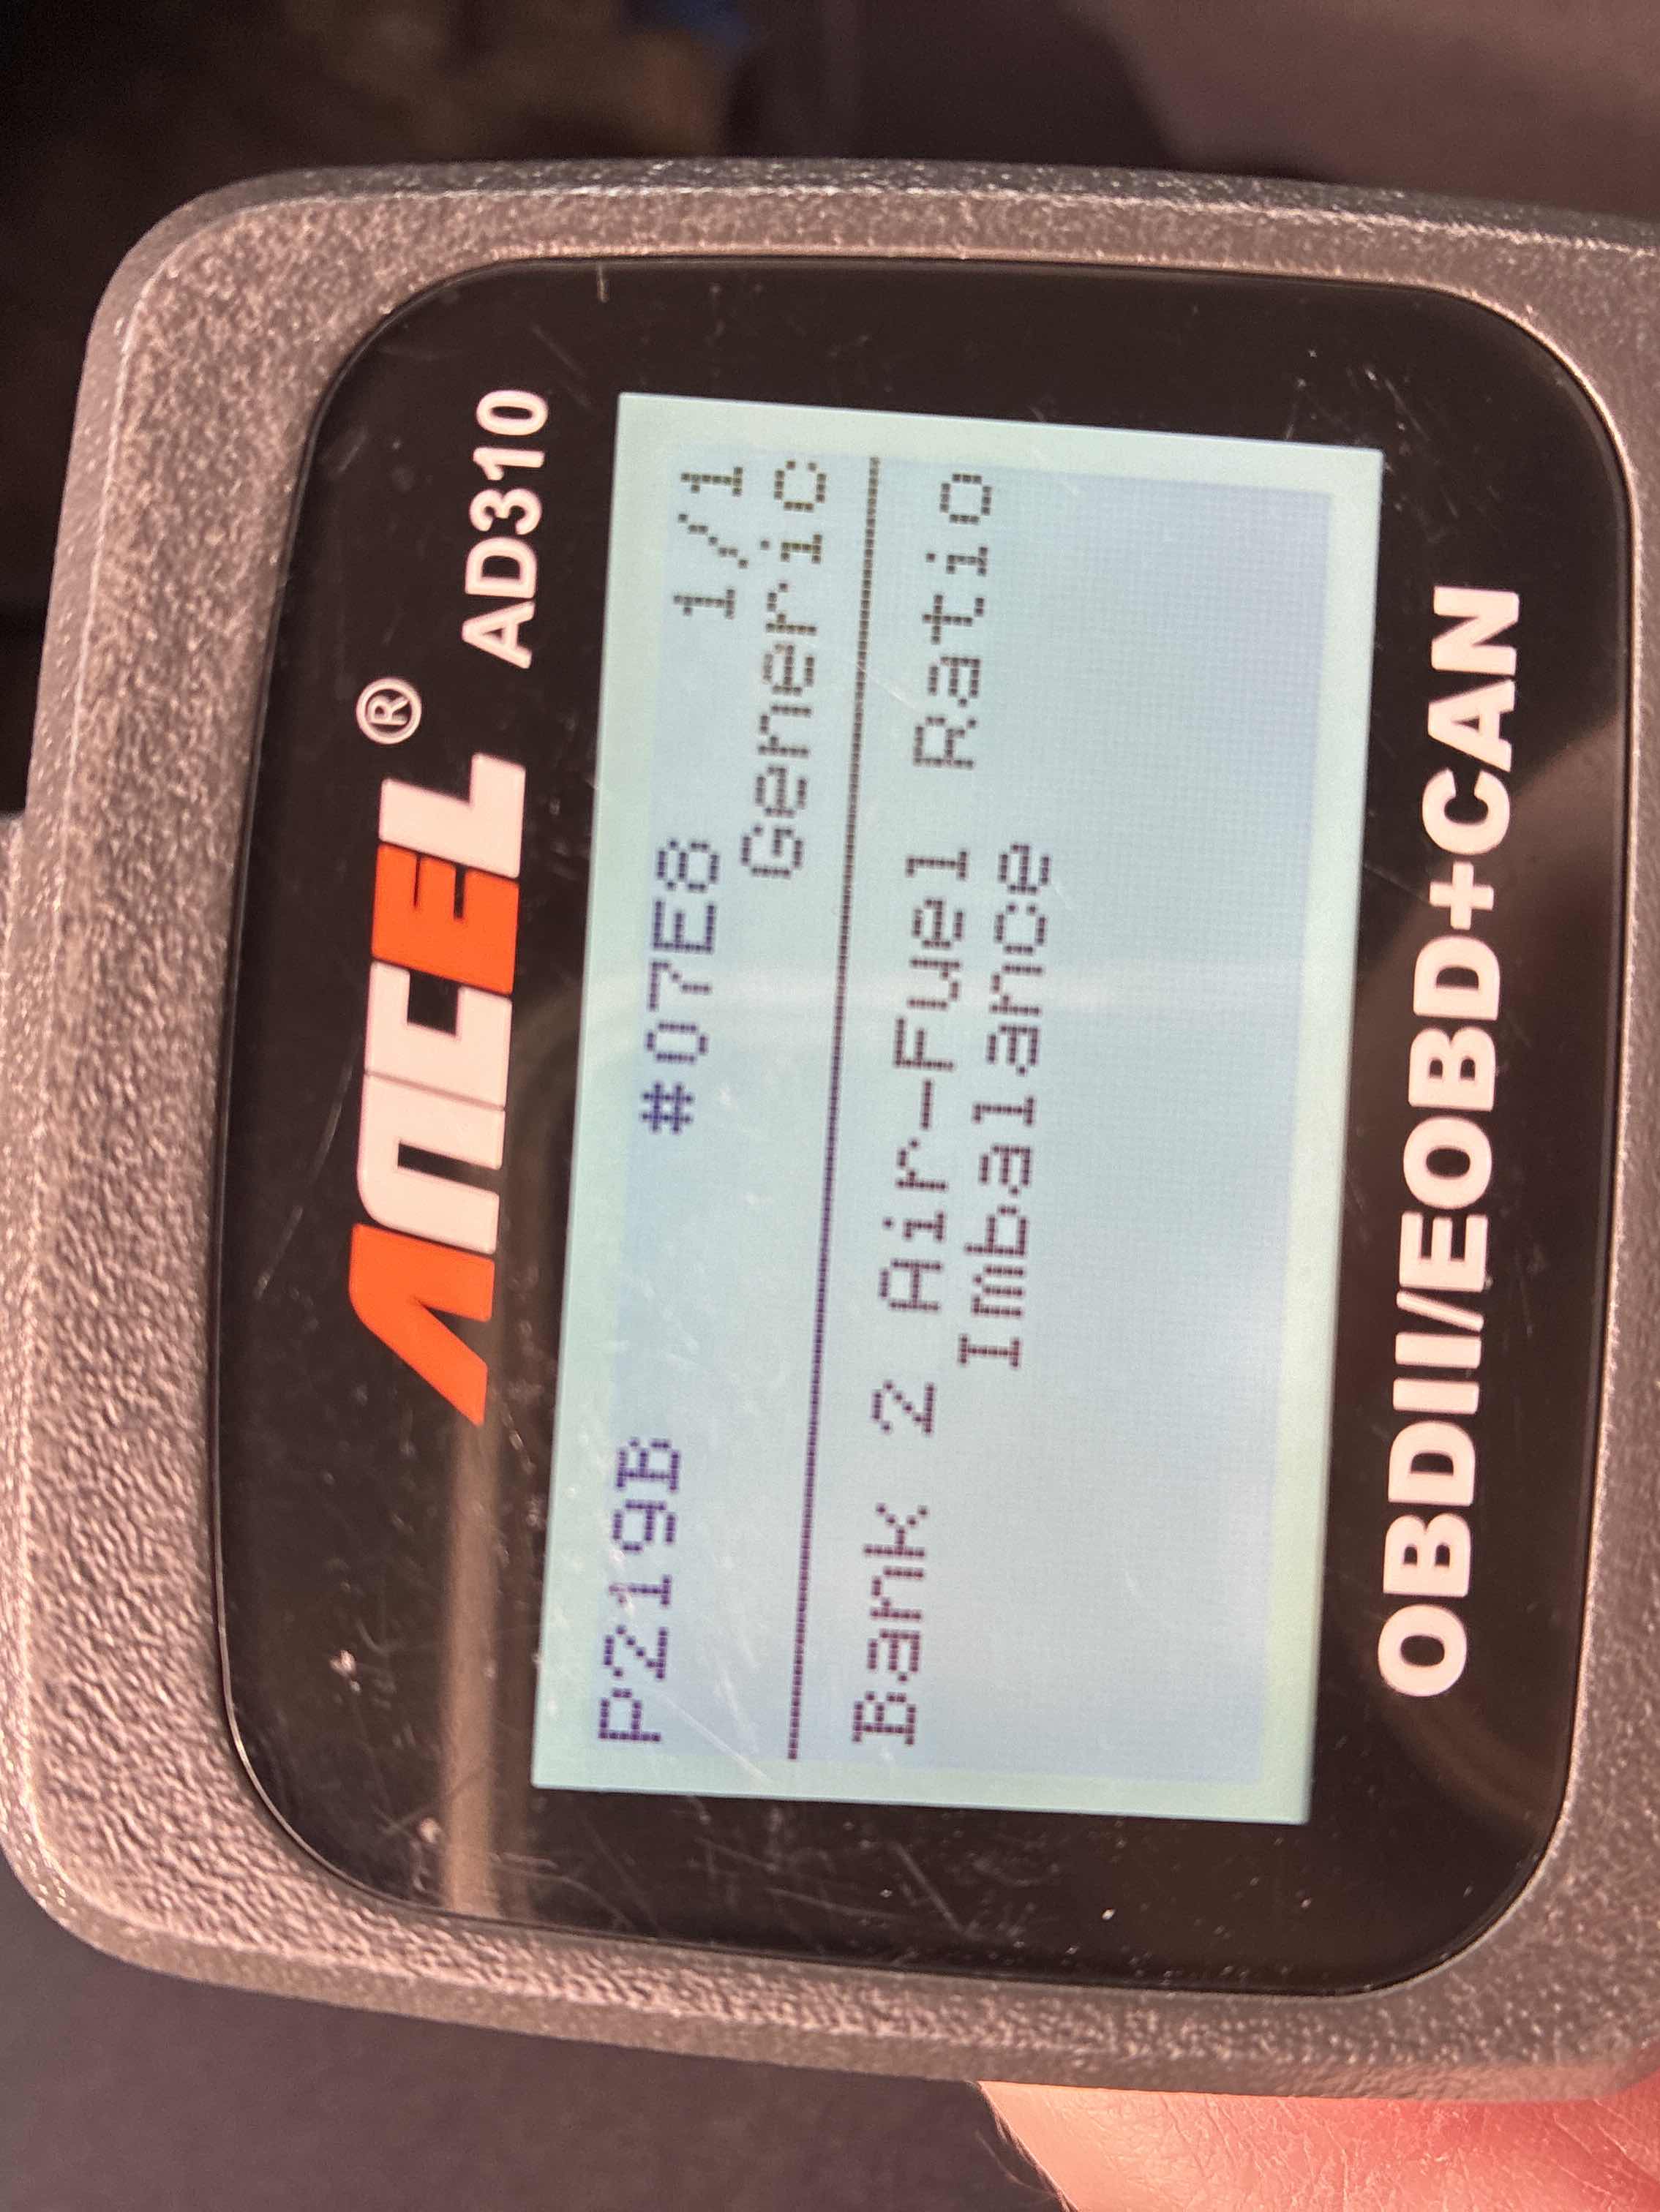 ANCEL® AD310
P219B #07E8 1/1
Generic
Bank 2 Air-Fuel Ratio
Imbalance
OBDII/EOBD+CAN